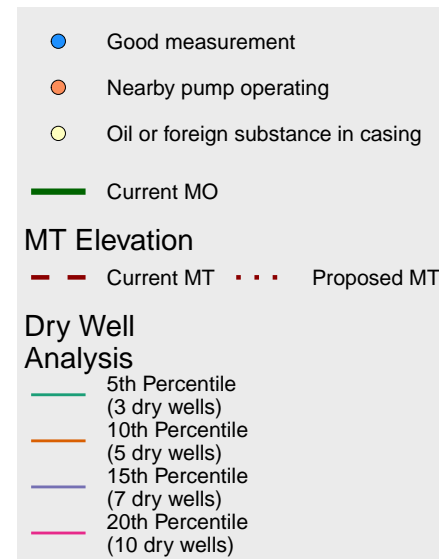 Good measurement
Nearby pump operating
Oil or foreign substance in casing
Current MO
MT Elevation
Current MT Proposed MT
Dry Well
Analysis
5th Percentile
(3 dry wells)
10th Percentile
(5 dry wells)
15th Percentile
(7 dry wells)
20th Percentile
(10 dry wells)